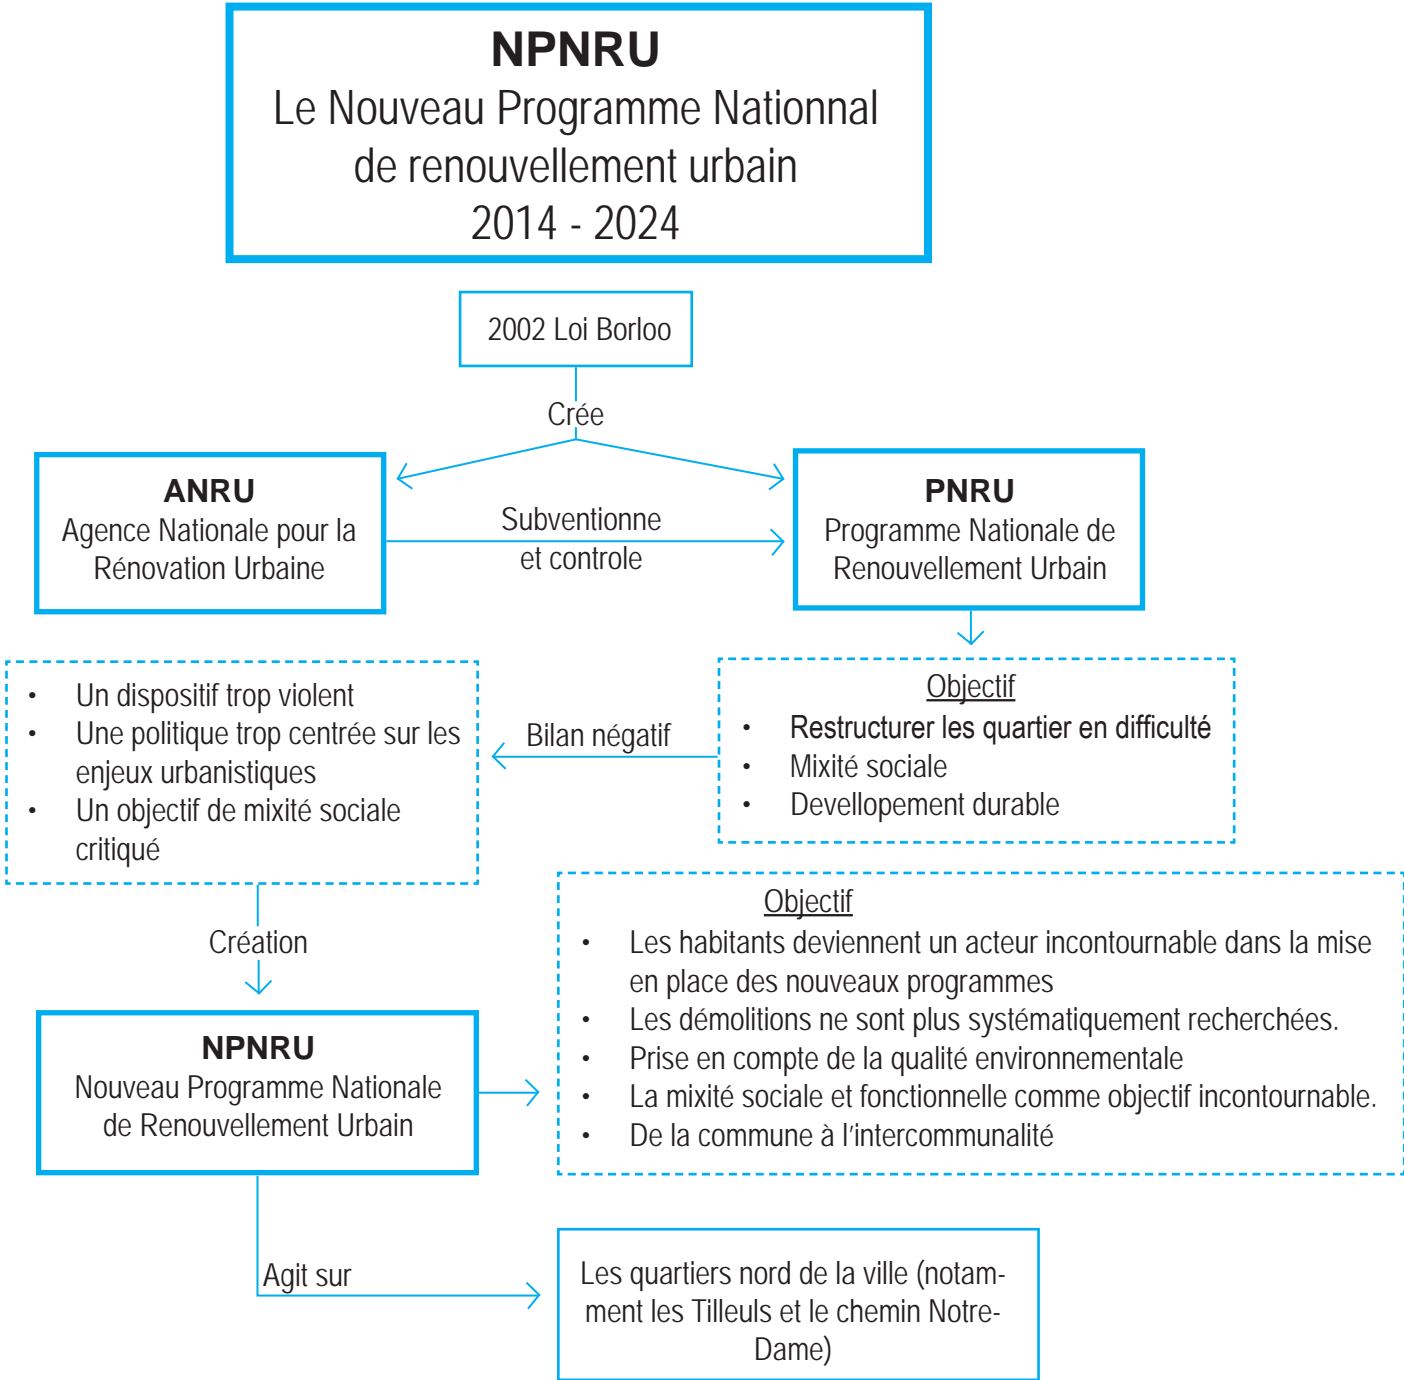 NPNRU
Le Nouveau Programme Nationnal
de renouvellement urbain
2014 - 2024
2002 Loi Borloo
Crée
ANRU
Agence Nationale pour la
Rénovation Urbaine
Subventionne
et controle
PNRU
Programme Nationale de
Renouvellement Urbain
Objectif
• Restructurer les quartier en difficulté
• Mixité sociale
• Devellopement durable
Bilan négatif
• Un dispositif trop violent
• Une politique trop centrée sur les
enjeux urbanistiques
• Un objectif de mixité sociale
critiqué
Création
NPNRU
Nouveau Programme Nationale
de Renouvellement Urbain
Objectif
• Les habitants deviennent un acteur incontournable dans la mise
en place des nouveaux programmes
• Les démolitions ne sont plus systématiquement recherchées.
• Prise en compte de la qualité environnementale
• La mixité sociale et fonctionnelle comme objectif incontournable.
• De la commune à l'intercommunalité
Agit sur
Les quartiers nord de la ville (notam-
ment les Tilleuls et le chemin Notre-
Dame)